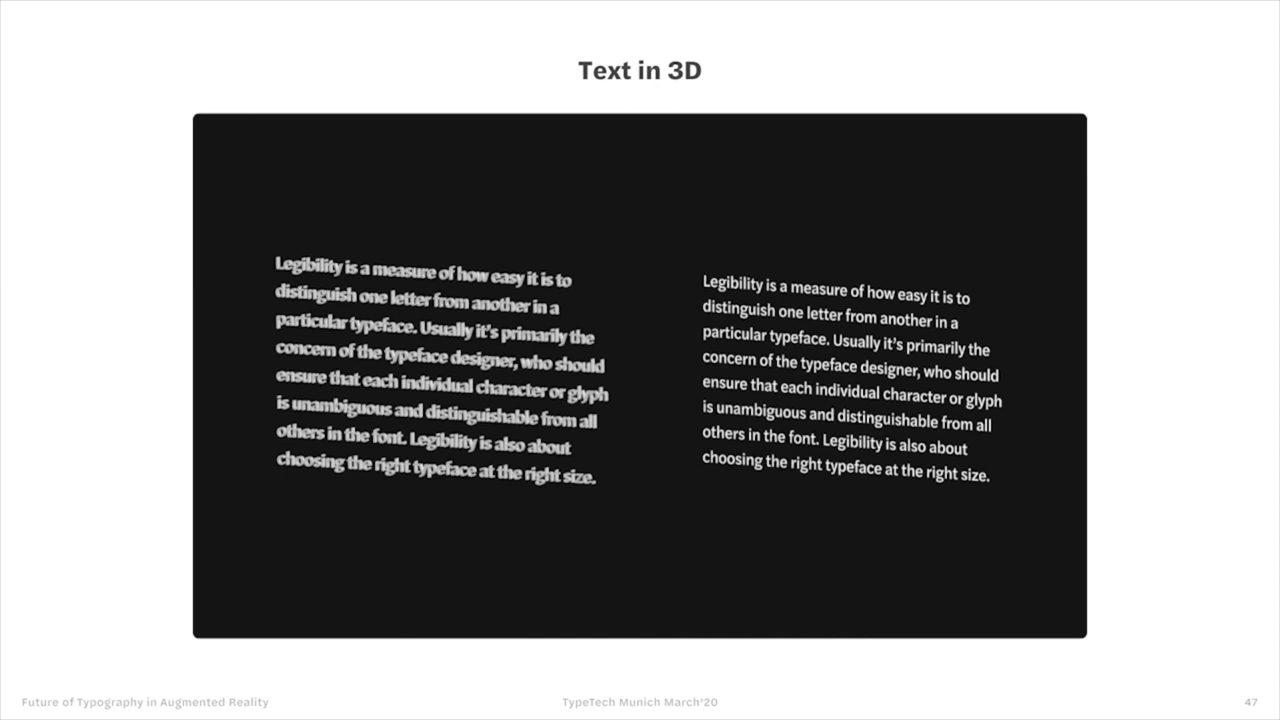 Text in 3D
Legibility is a measure of how easy it is to
distinguish one letter from another in a
particular typeface. Usually it's primarily the
concern of the typeface designer, who should
ensure that each individual character or glyph
is unambiguous and distinguishable from all
others in the font. Legibility is also about
choosing the right typeface at the right size.
Legibility is a measure of how easy it is to
distinguish one letter from another in a
particular typeface. Usually it's primarily the
concern of the typeface designer, who should
ensure that each individual character or glyph
is unambiguous and distinguishable from all
others in the font. Legibility is also about
choosing the right typeface at the right size.
Future of Typography in Augmented Reality
TypeTech Munich March'20
47